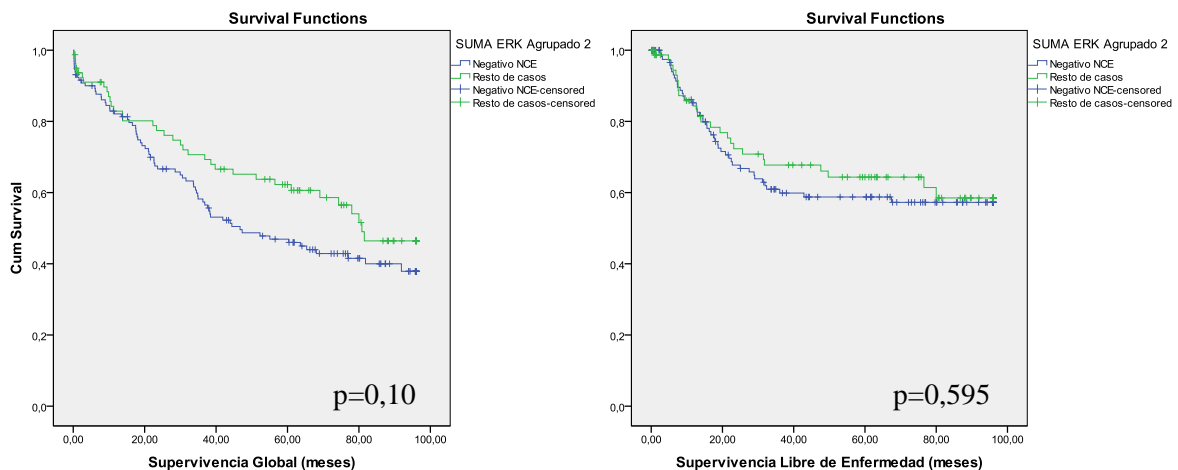 Survival Functions
SUMA ERK Agrupado 2
Negativo NCE
Resto de casos
Negativo NCE-censored
Resto de casos-censored
Cum Survival
1,0
0,8
0,6
0,4
0,2
0,0
p=0,10
0,00 20,00 40,00 60,00 80,00 100,00
Supervivencia Global (meses)
Survival Functions
SUMA ERK Agrupado 2
Negativo NCE
Resto de casos
Negativo NCE-censored
Resto de casos-censored
1,0
0,8
0,6
0,4
0,2
0,0
p=0,595
0,00 20,00 40,00 60,00 80,00 100,00
Supervivencia Libre de Enfermedad (meses)